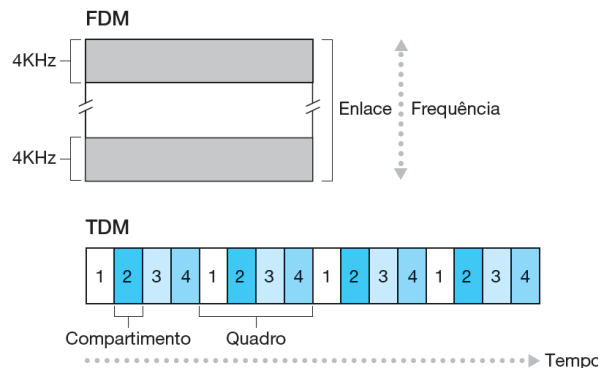 FDM
4KHz
Enlace
Frequência
4KHz
TDM
1 2 3 4 1 2 3 4 1 2 3 4 1 2 3 4
Compartimento
Quadro
Tempo